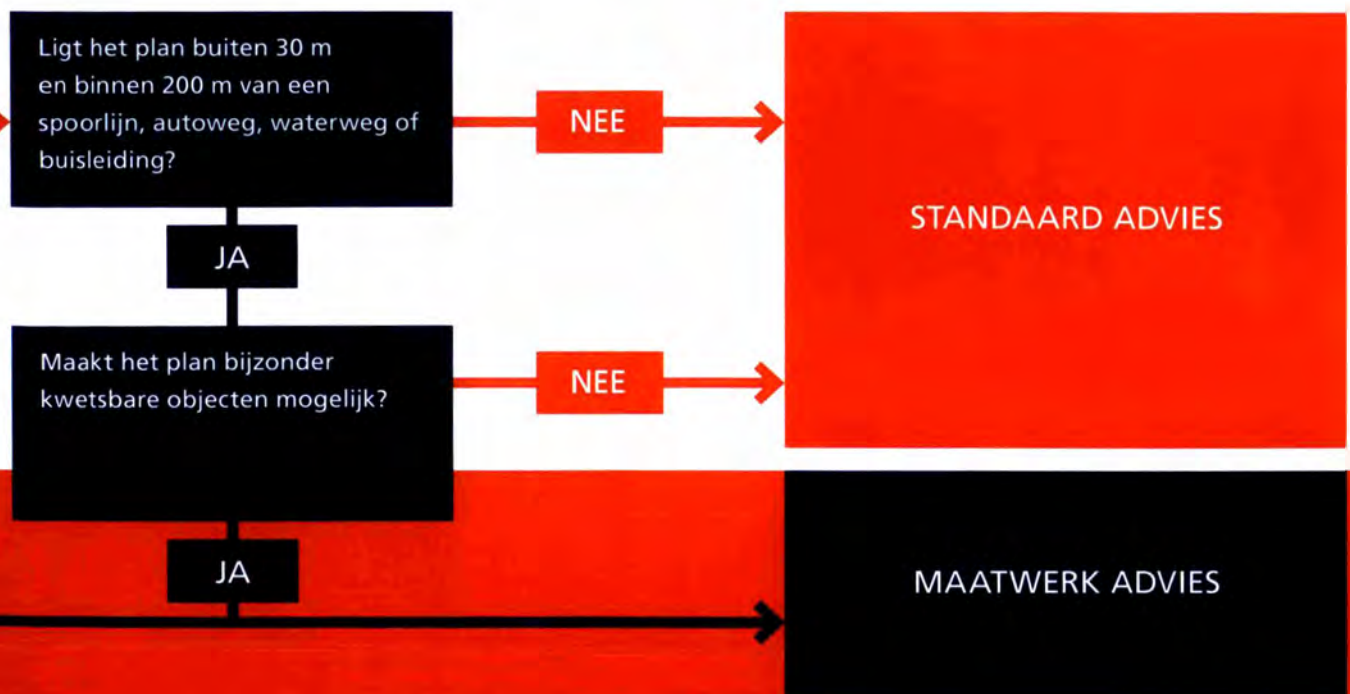 Ligt het plan buiten 30 m
en binnen 200 m van een
spoorlijn, autoweg, waterweg of
buisleiding?
NEE
STANDAARD ADVIES
JA
Maakt het plan bijzonder
kwetsbare objecten mogelijk?
NEE
JA
MAATWERK ADVIES